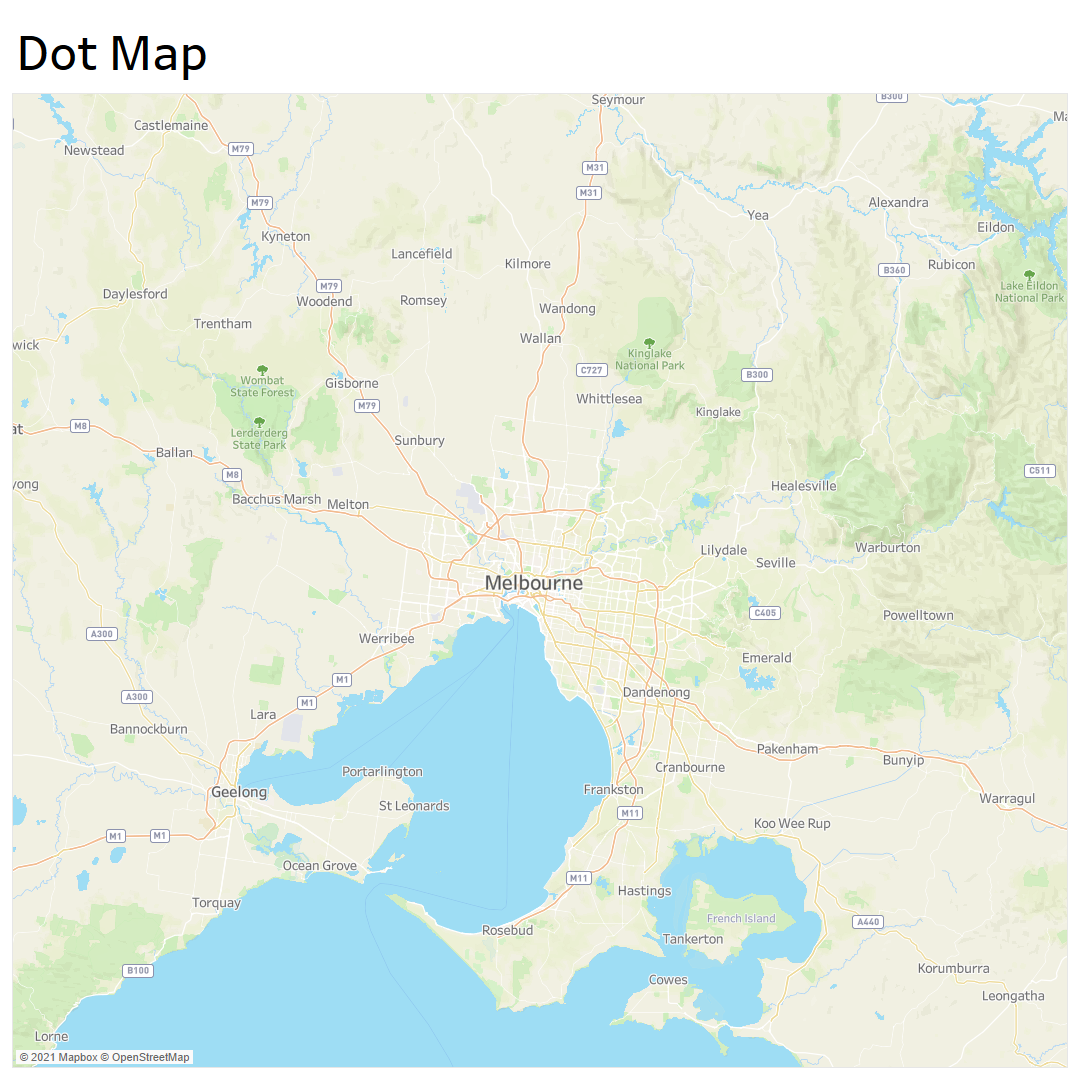 Dot Map
Seymour
B300
Castlemaine
Ma
M79
Newstead
M31
M31
M79
Alexandra
Yea
Eildon
Kyneton
Lancefield
Kilmore
Rubicon
B360
M79
Lake Eildon
National Park
Daylesford
Woodend
Romsey
Wandong
Trentham
Wallan
wick
Kinglake
National Park
C727
B300
Wombat
State Forest
Gisborne
Whittlesea
M79
Kinglake
M8
at
Lerderderg
State Park
Sunbury
Ballan
M8
C511
yong
Healesville
Bacchus Marsh
Melton
Lilydale
Warburton
Seville
Melbourne
C405
Powelltown
A300
Werribee
Emerald
M1
Dandenong
A300
M1
Lara
Bannockburn
Pakenham
Bunyip
Portarlington
Cranbourne
Geelong
Frankston
Warragul
St Leonards
M11
Koo Wee Rup
M1
M1
Ocean Grove
M11
Hastings
Torquay
French Island
A440
Rosebud
Tankerton
B100
Korumburra
Cowes
Leongatha
Lorne
© 2021 Mapbox © OpenStreetMap